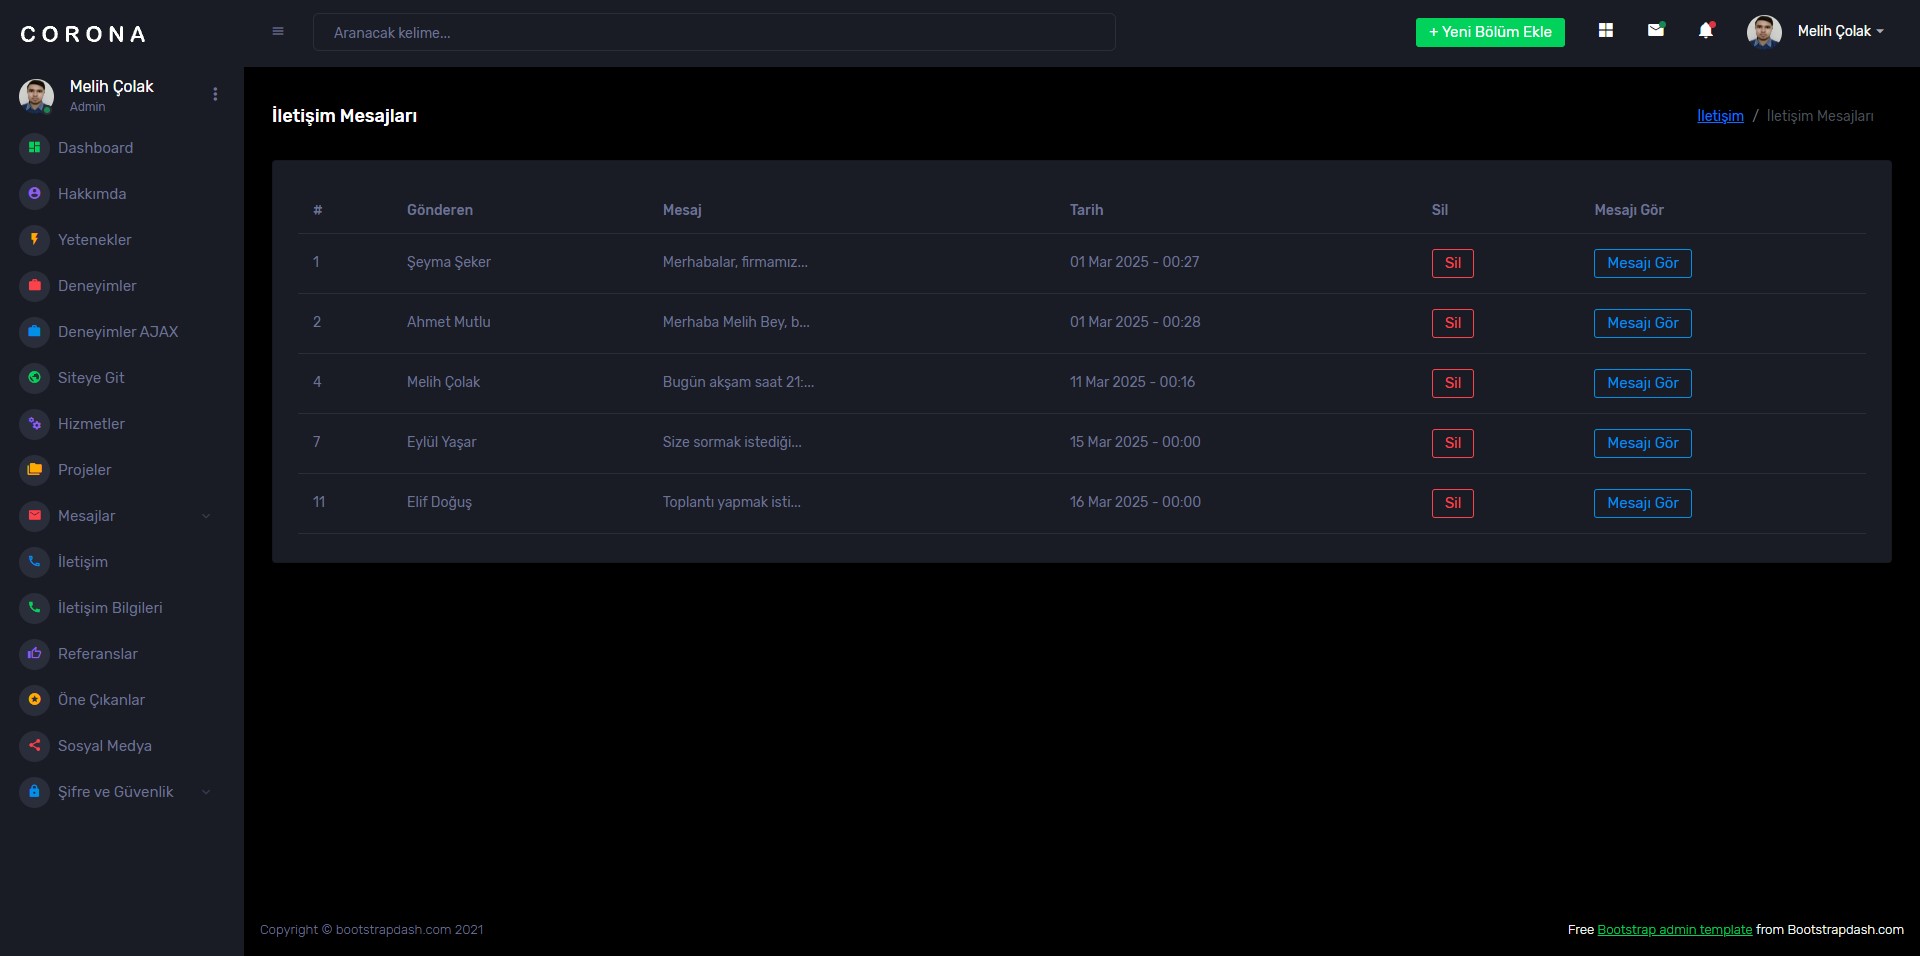 CORONA
Aranacak kelime...
+ Yeni Bölüm Ekle
Melih Çolak
Melih Çolak
Admin
Dashboard
Hakkımda
Yetenekler
Deneyimler
Deneyimler AJAX
Siteye Git
Hizmetler
Projeler
Mesajlar
İletişim
İletişim Bilgileri
Referanslar
Öne Çıkanlar
Sosyal Medya
Şifre ve Güvenlik
İletişim Mesajları
İletişim / İletişim Mesajları
# Gönderen Mesaj Tarih Sil Mesajı Gör
1 Şeyma Şeker Merhabalar, firmamız... 01 Mar 2025 - 00:27 Sil Mesajı Gör
2 Ahmet Mutlu Merhaba Melih Bey, b... 01 Mar 2025 - 00:28 Sil Mesajı Gör
4 Melih Çolak Bugün akşam saat 21:... 11 Mar 2025 - 00:16 Sil Mesajı Gör
7 Eylül Yaşar Size sormak istediği... 15 Mar 2025 - 00:00 Sil Mesajı Gör
11 Elif Doğuş Toplantı yapmak isti... 16 Mar 2025 - 00:00 Sil Mesajı Gör
Copyright © bootstrapdash.com 2021
Free Bootstrap admin template from Bootstrapdash.com